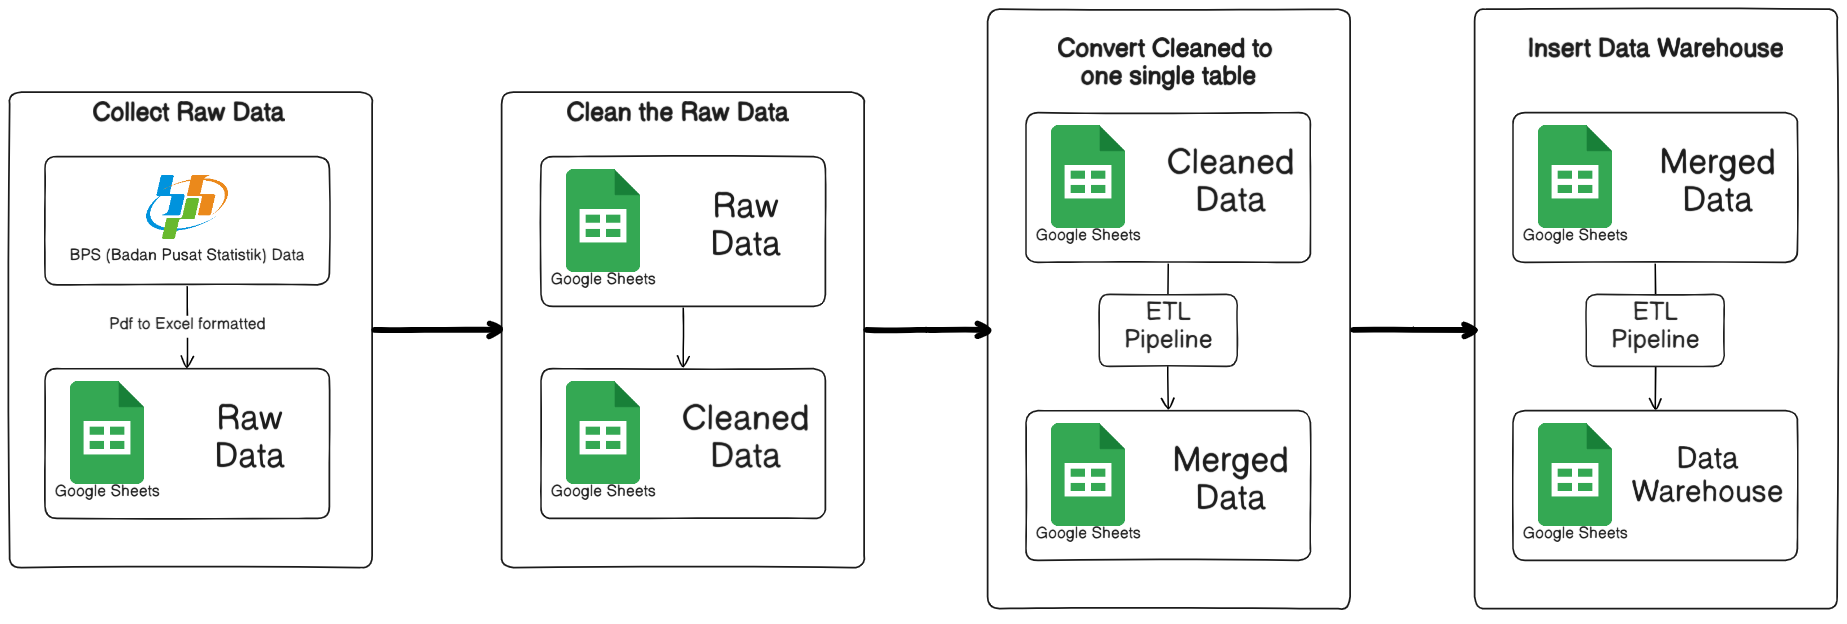 Collect Raw Data
BPS (Badan Pusat Statistik) Data
Pdf to Excel formatted
Raw
Data
Google Sheets
Clean the Raw Data
Raw
Data
Google Sheets
Cleaned
Data
Google Sheets
Convert Cleaned to
one single table
Cleaned
Data
Google Sheets
ETL
Pipeline
Merged
Data
Google Sheets
Insert Data Warehouse
Merged
Data
Google Sheets
ETL
Pipeline
Data
Warehouse
Google Sheets